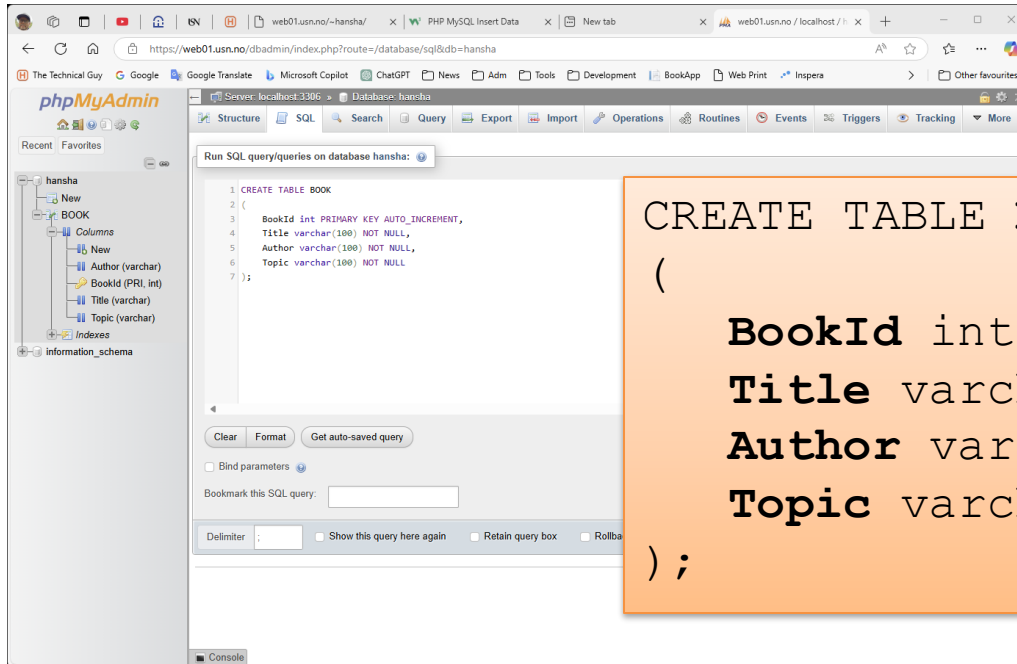 web01.usn.no/~hansha/
PHP MySQL Insert Data
New tab
web01.usn.no / localhost / h
https://web01.usn.no/dbadmin/index.php?route=/database/sql&db=hansha
The Technical Guy
Google
Google Translate
Microsoft Copilot
ChatGPT
News
Adm
Tools
Development
BookApp
Web Print
Inspera
Other favourites
phpMyAdmin
Recent
Favorites
hansha
New
BOOK
Columns
New
Author (varchar)
BookId (PRI, int)
Title (varchar)
Topic (varchar)
Indexes
information_schema
Server: localhost:3306 » Database: hansha
Structure
SQL
Search
Query
Export
Import
Operations
Routines
Events
Triggers
Tracking
More
Run SQL query/queries on database hansha:
1 CREATE TABLE BOOK
2 (
3 BookId int PRIMARY KEY AUTO_INCREMENT,
4 Title varchar(100) NOT NULL,
5 Author varchar(100) NOT NULL,
6 Topic varchar(100) NOT NULL
7 );
Clear
Format
Get auto-saved query
Bind parameters
Bookmark this SQL query:
Delimiter ;
Show this query here again
Retain query box
Console
CREATE TABLE
(
BookId int
Title varc
Author var
Topic varc
);